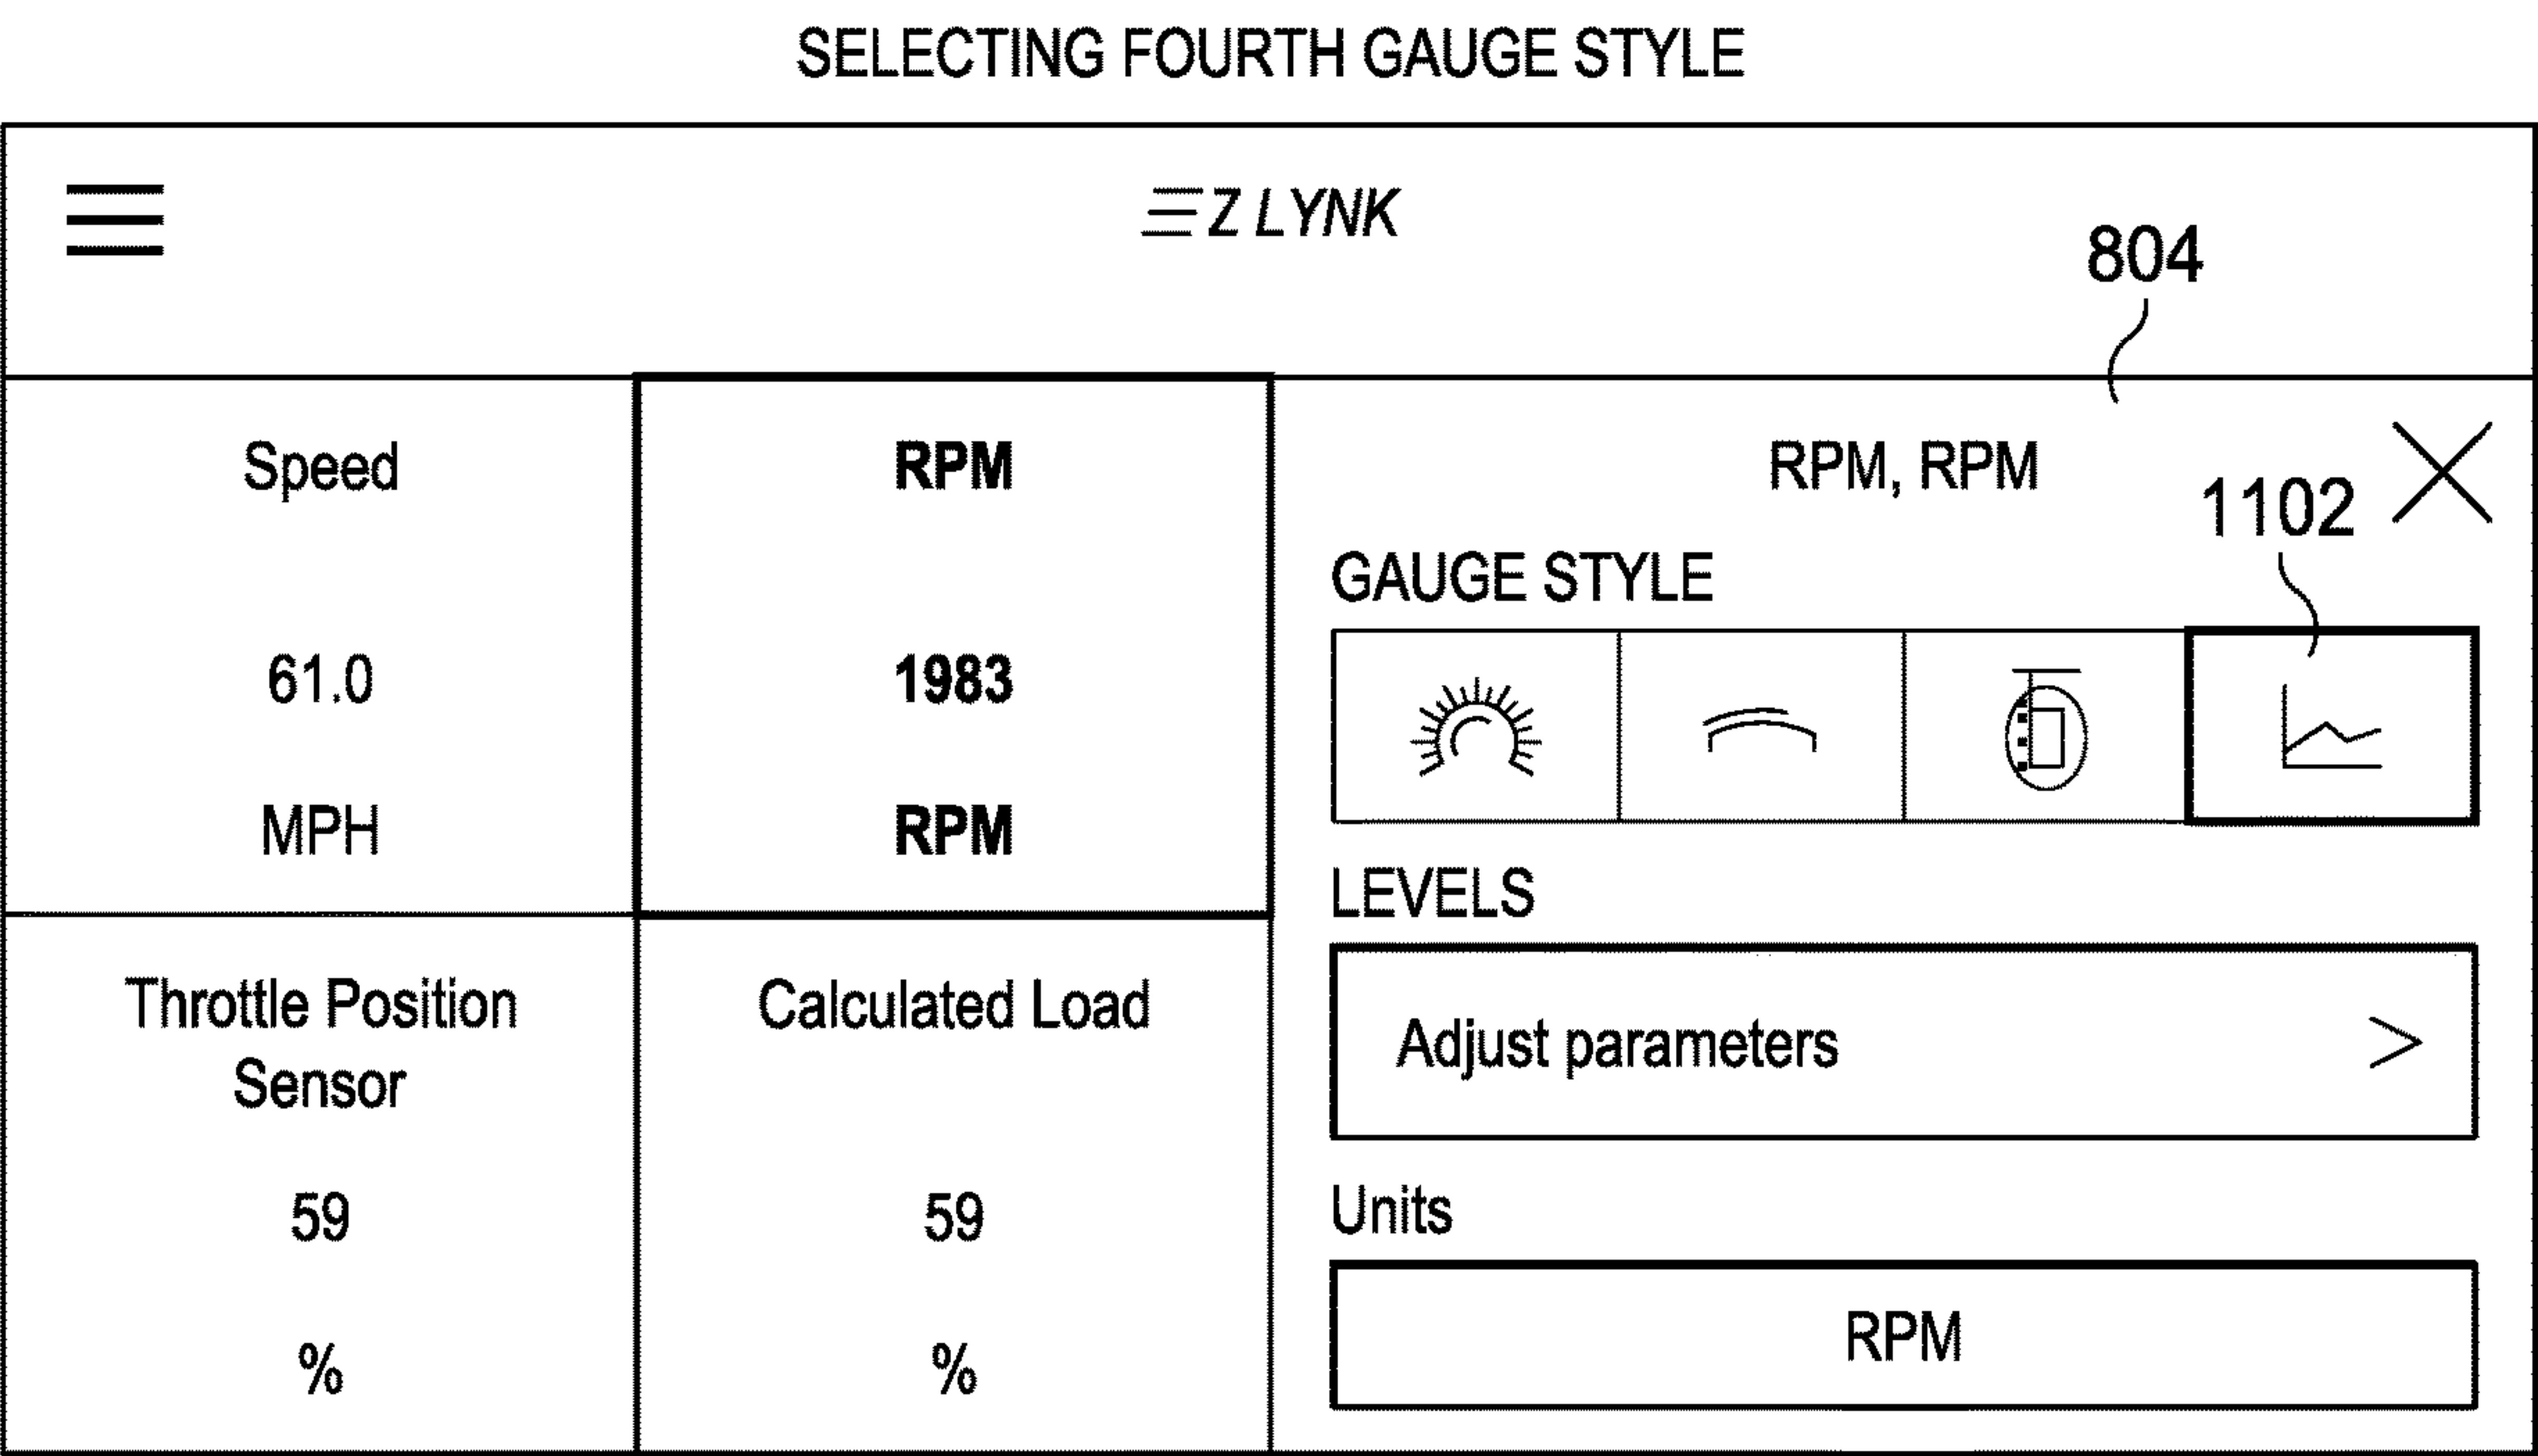 SELECTING FOURTH GAUGE STYLE
EZ LYNK
804
Speed
61.0
MPH
RPM
1983
RPM
Throttle Position
Sensor
59
%
Calculated Load
59
%
RPM, RPM
1102
GAUGE STYLE
LEVELS
Adjust parameters >
Units
RPM